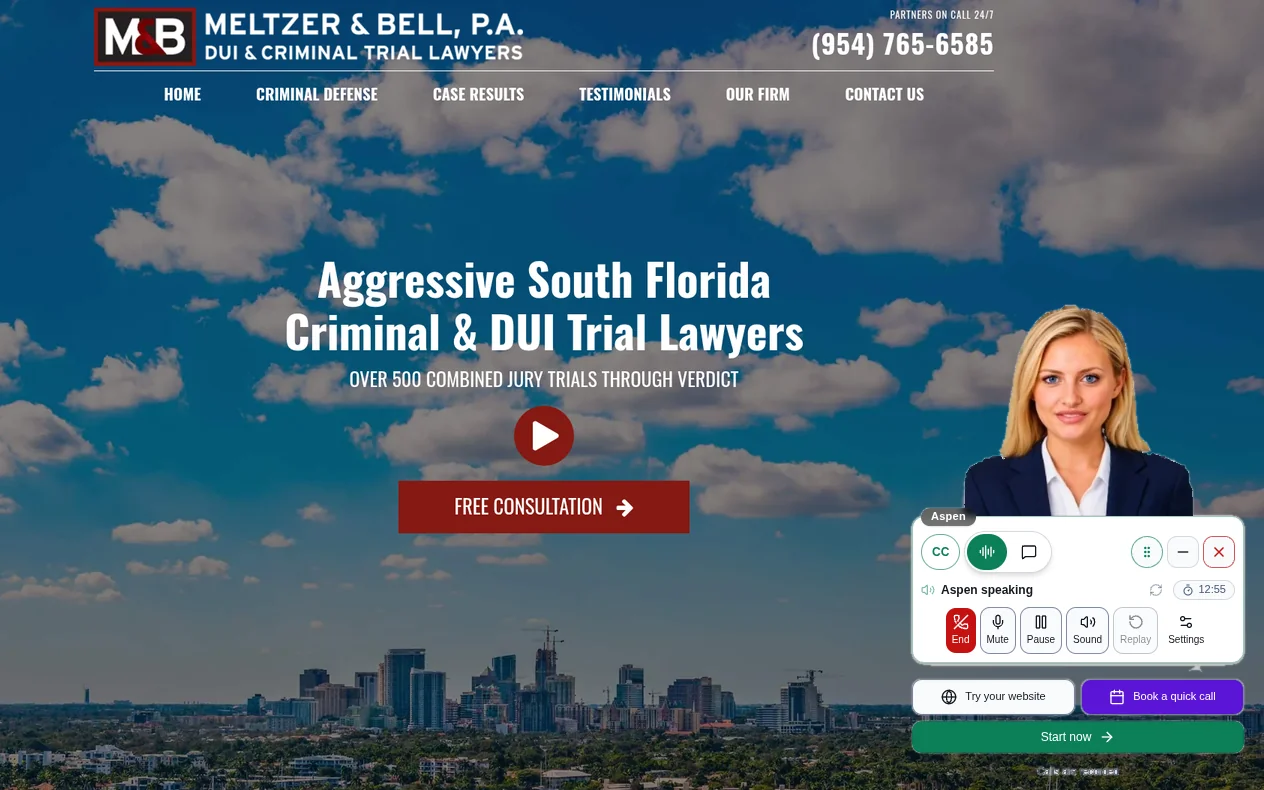 M&B MELTZER & BELL, P.A.
DUI & CRIMINAL TRIAL LAWYERS
PARTNERS ON CALL 24/7
(954) 765-6585
HOME CRIMINAL DEFENSE CASE RESULTS TESTIMONIALS OUR FIRM CONTACT US
Aggressive South Florida
Criminal & DUI Trial Lawyers
OVER 500 COMBINED JURY TRIALS THROUGH VERDICT
FREE CONSULTATION
Aspen
CC
Aspen speaking
12:55
End Mute Pause Sound Replay Settings
Try your website
Book a quick call
Start now